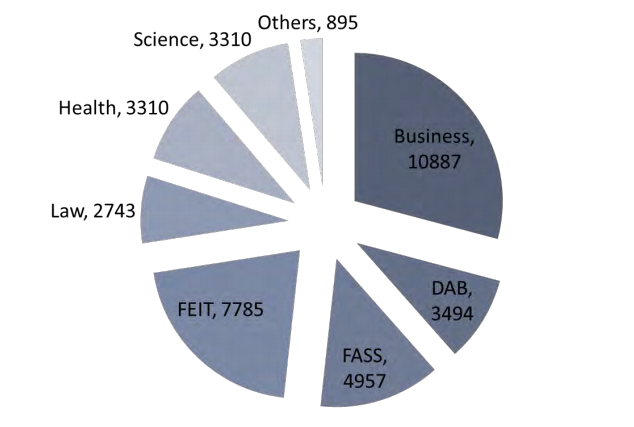 Others, 895
Science, 3310
Health, 3310
Business,
10887
Law, 2743
DAB,
3494
FEIT, 7785
FASS,
4957